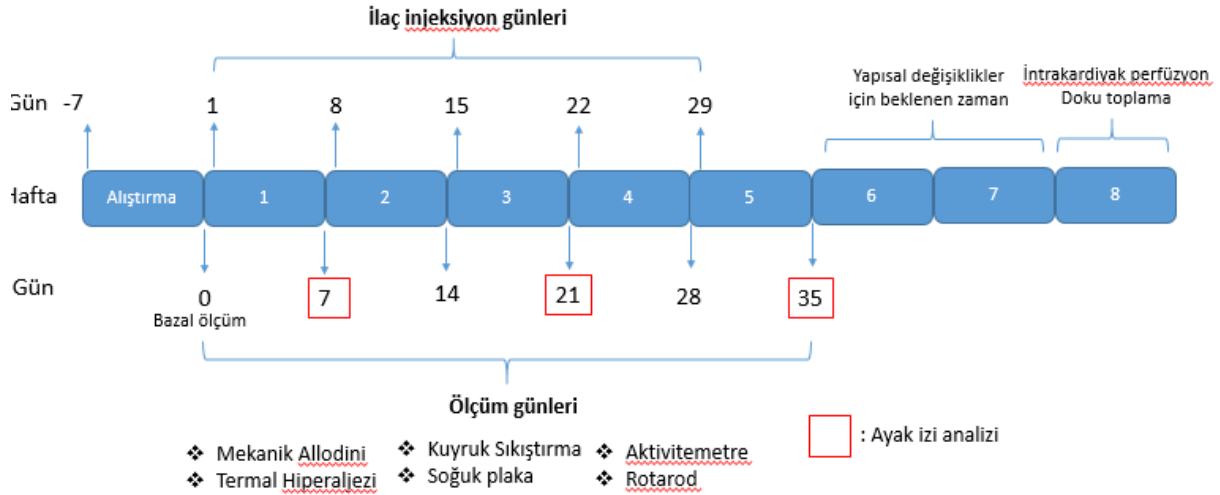 İlaç injeksiyon günleri
Yapısal değişiklikler
için beklenen zaman
İntrakardiyak perfüzyon
Doku toplama
Gün -7 1 8 15 22 29
Hafta Alıştırma 1 2 3 4 5 6 7 8
Gün 0 7 14 21 28 35
Bazal ölçüm
Ölçüm günleri
❖ Mekanik Allodini ❖ Kuyruk Sıkıştırma ❖ Aktivitemetre
❖ Termal Hiperaljezi ❖ Soğuk plaka ❖ Rotarod
: Ayak izi analizi